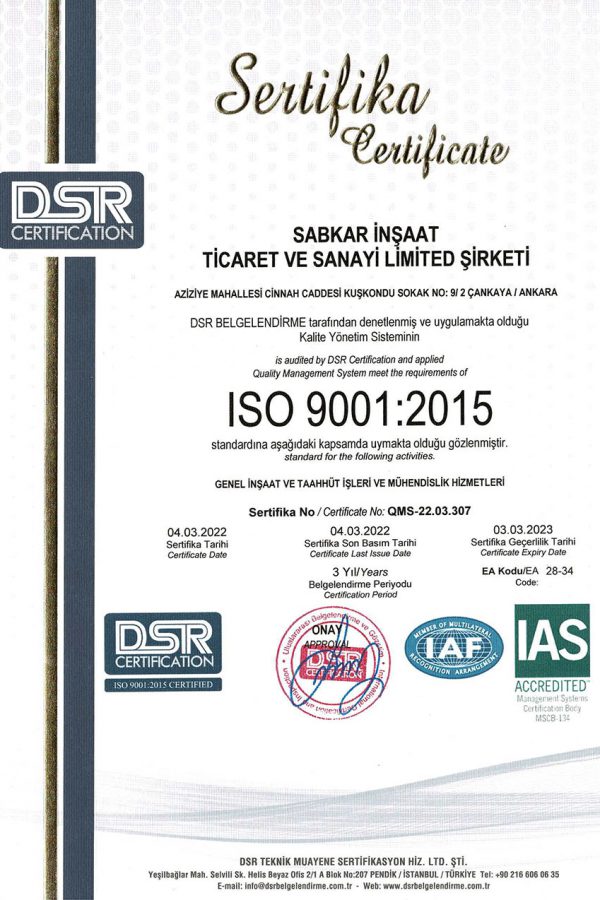 Sertifika
Certificate
DSR
CERTIFICATION
SABKAR İNŞAAT
TİCARET VE SANAYİ LİMİTED ŞİRKETİ
AZİZİYE MAHALLESİ CİNNAH CADDESİ KUŞKONDU SOKAK NO: 9/ 2 ÇANKAYA / ANKARA
DSR BELGELENDİRME tarafından denetlenmiş ve uygulamakta olduğu
Kalite Yönetim Sisteminin
is audited by DSR Certification and applied
Quality Management System meet the requirements of
ISO 9001:2015
standardına aşağıdaki kapsamda uymakta olduğu gözlenmiştir.
standard for the following activities.
GENEL İNŞAAT VE TAAHHÜT İŞLERİ VE MÜHENDİSLİK HİZMETLERİ
Sertifika No / Certificate No: QMS-22.03.307
04.03.2022
Sertifika Tarihi
Certificate Date
04.03.2022
Sertifika Son Basım Tarihi
Certificate Last Issue Date
03.03.2023
Sertifika Geçerlilik Tarihi
Certificate Expiry Date
3 Yıl/Years
Belgelendirme Periyodu
Certification Period
EA Kodu/EA 28-34
Code:
DSR
CERTIFICATION
ISO 9001:2015 CERTIFIED
ONAY
APPROVAL
DSR
CERTIFICATION
MEMBER OF MULTILATERAL
IAF
RECOGNITION ARRANGEMENT
IAS
ACCREDITED
Management Systems
Certification Body
MSCB-134
DSR TEKNİK MUAYENE SERTİFİKASYON HİZ. LTD. ŞTİ.
Yeşilbağlar Mah. Selvili Sk. Helis Beyaz Ofis 2/1 A Blok No:207 PENDİK / İSTANBUL / TÜRKİYE Tel: +90 216 606 06 35
E-mail: info@dsrbelgelendirme.com.tr - Web: www.dsrbelgelendirme.com.tr